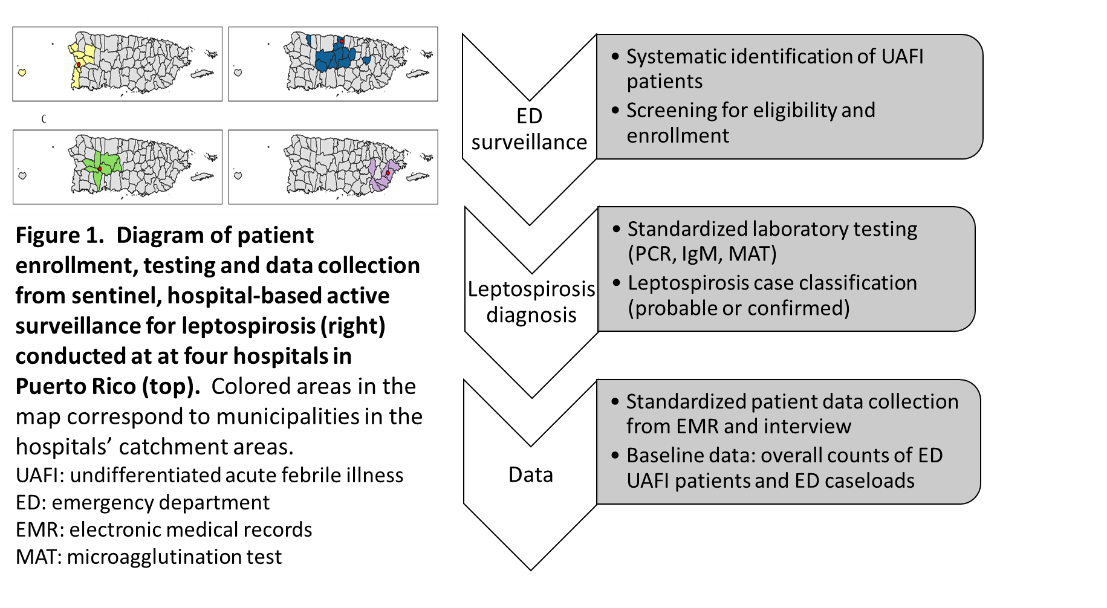 Figure 1.  Diagram of patient
enrollment, testing and data collection
from sentinel, hospital-based active
surveillance for leptospirosis (right)
conducted at at four hospitals in
Puerto Rico (top).  Colored areas in the
map correspond to municipalities in the
hospitals’ catchment areas.
UAFI: undifferentiated acute febrile illness
ED: emergency department
EMR: electronic medical records
MAT: microagglutination test
ED
surveillance
• Systematic identification of UAFI
patients
• Screening for eligibility and
enrollment
Leptospirosis
diagnosis
• Standardized laboratory testing
(PCR, IgM, MAT)
• Leptospirosis case classification
(probable or confirmed)
Data
• Standardized patient data collection
from EMR and interview
• Baseline data: overall counts of ED
UAFI patients and ED caseloads